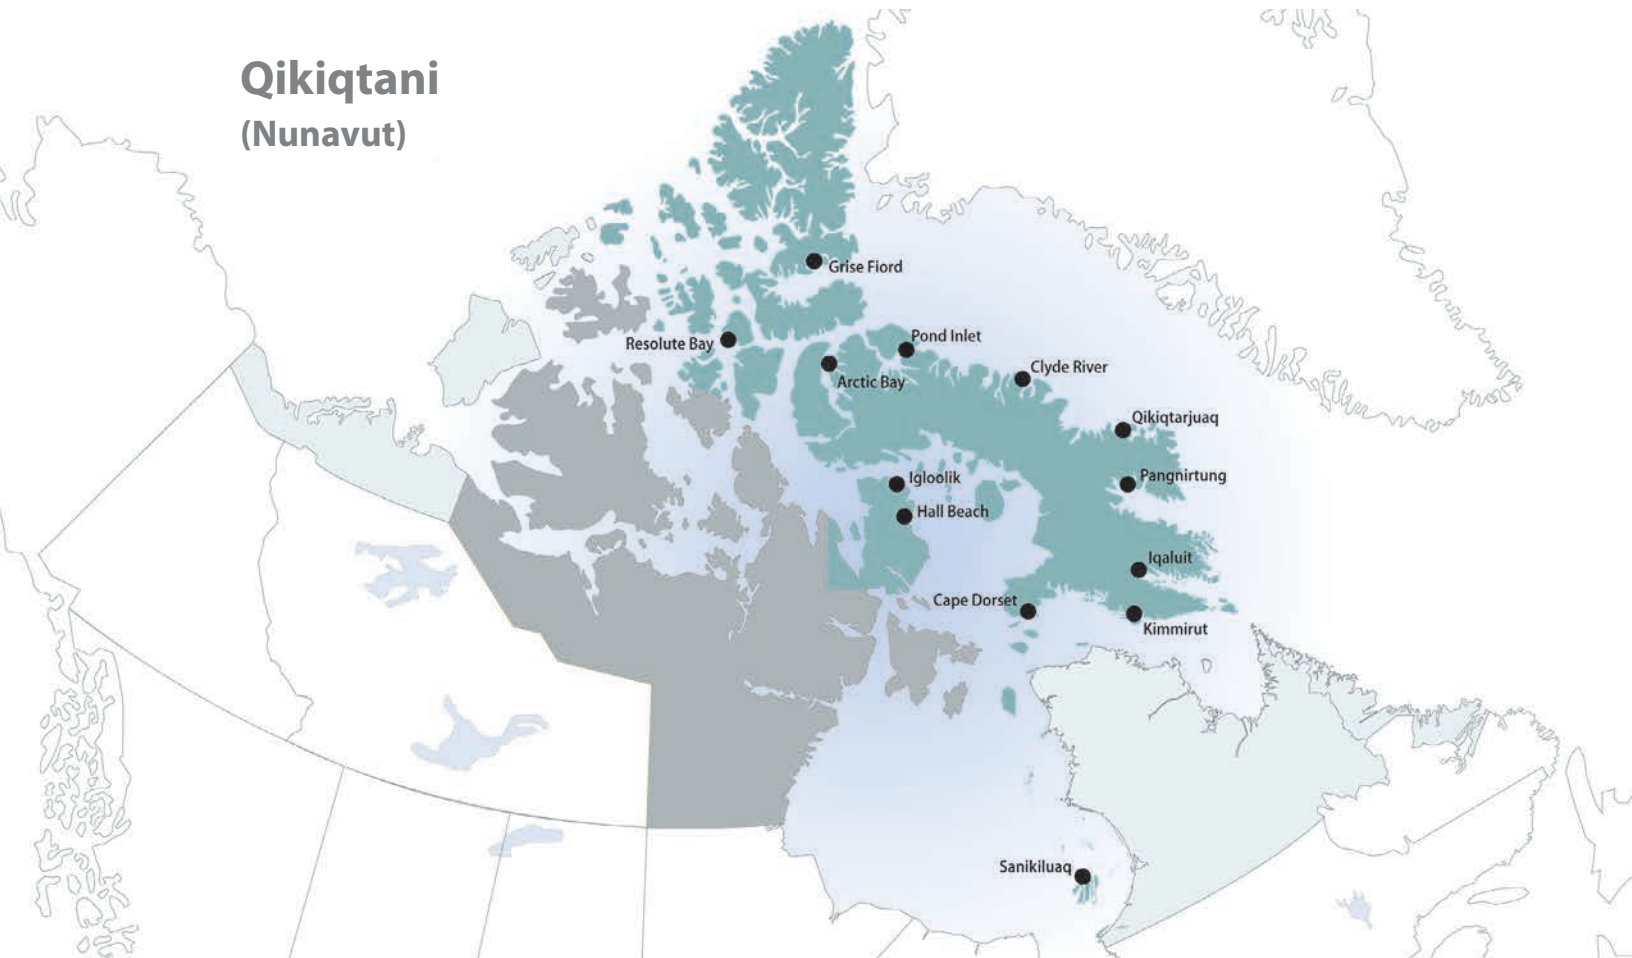 Qikiqtani
(Nunavut)
Grise Fiord
Pond Inlet
Resolute Bay
Clyde River
Arctic Bay
Qikiqtarjuaq
Pangnirtung
Igloolik
Hall Beach
Iqaluit
Cape Dorset
Kimmirut
Sanikiluaq